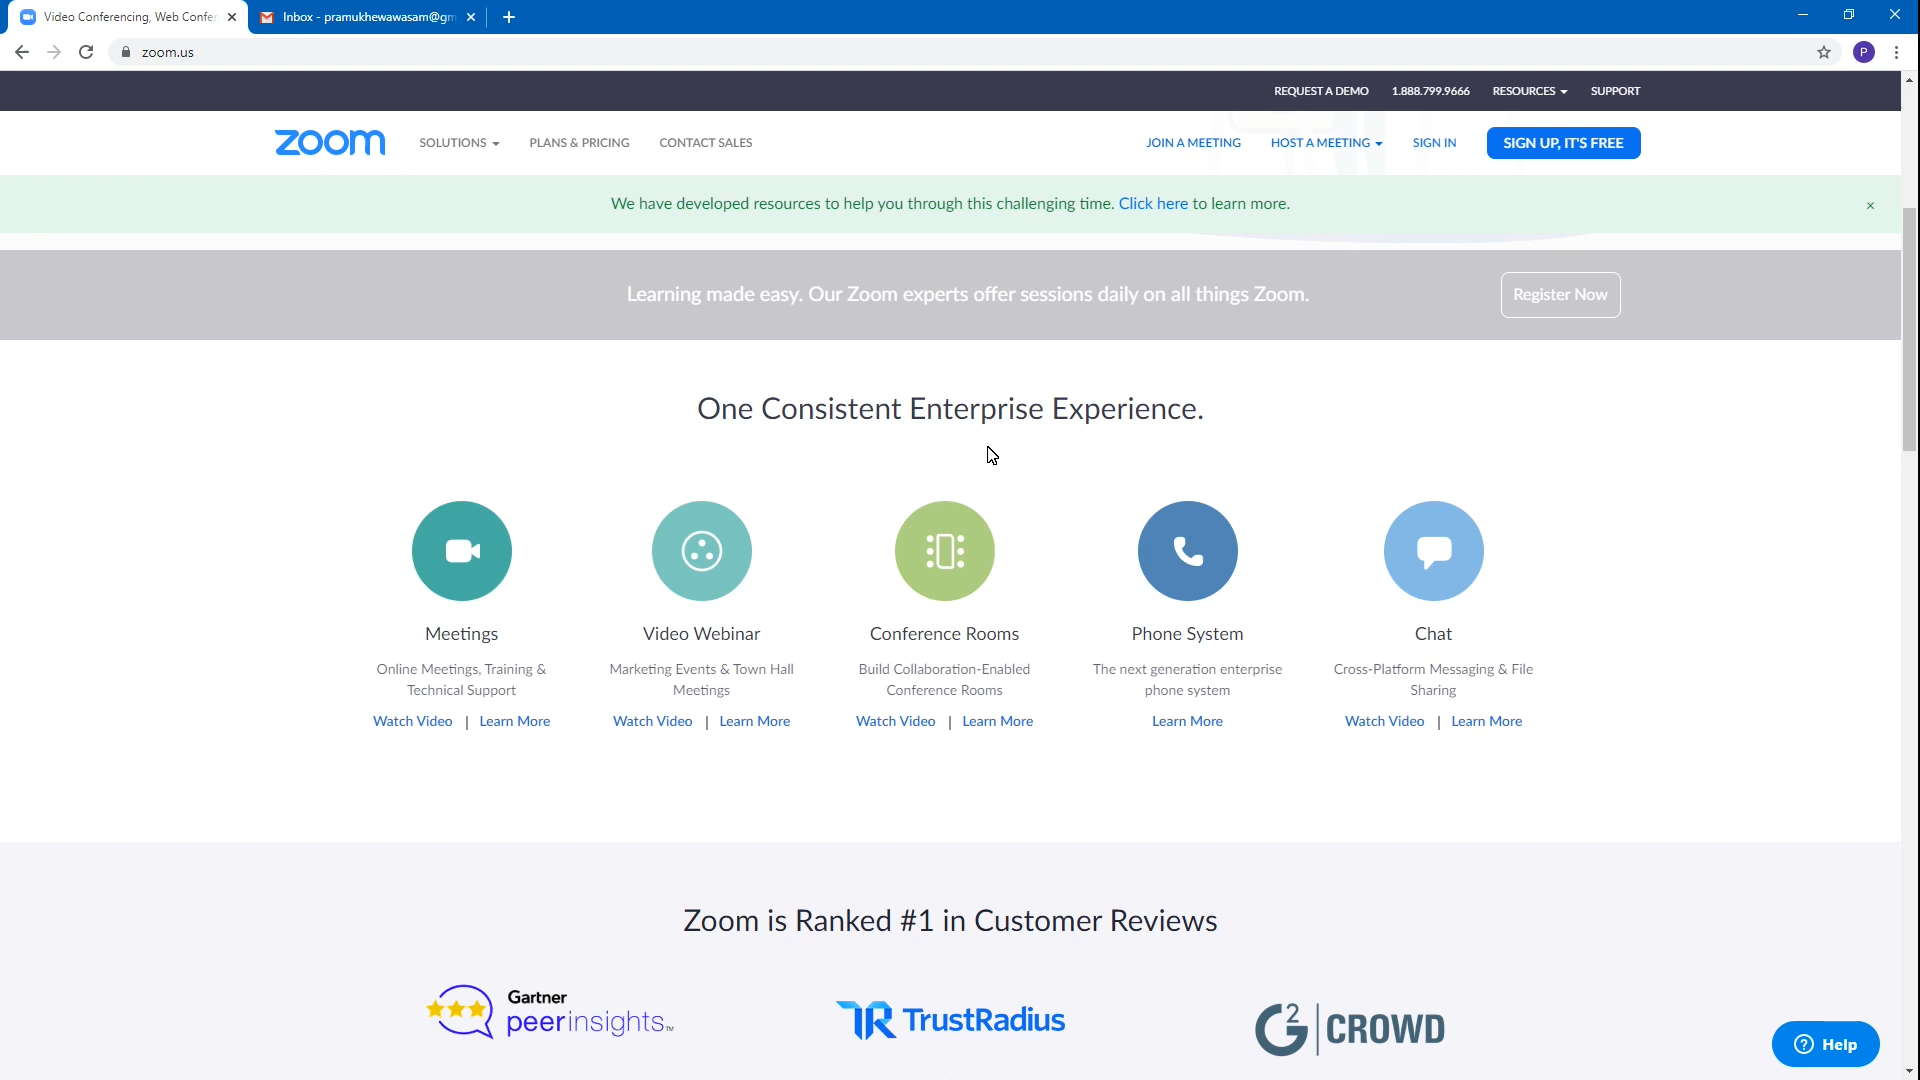 Video Conferencing, Web Confer
Inbox - pramukhewawasam@gm
zoom.us
P
REQUEST A DEMO 1.888.799.9666 RESOURCES SUPPORT
zoom SOLUTIONS PLANS & PRICING CONTACT SALES JOIN A MEETING HOST A MEETING SIGN IN SIGN UP, IT'S FREE
We have developed resources to help you through this challenging time. Click here to learn more. ×
Learning made easy. Our Zoom experts offer sessions daily on all things Zoom. Register Now
One Consistent Enterprise Experience.
Meetings
Online Meetings, Training &
Technical Support
Watch Video | Learn More
Video Webinar
Marketing Events & Town Hall
Meetings
Watch Video | Learn More
Conference Rooms
Build Collaboration-Enabled
Conference Rooms
Watch Video | Learn More
Phone System
The next generation enterprise
phone system
Learn More
Chat
Cross-Platform Messaging & File
Sharing
Watch Video | Learn More
Zoom is Ranked #1 in Customer Reviews
Gartner
peerinsights™
TR TrustRadius
G2 | CROWD
? Help